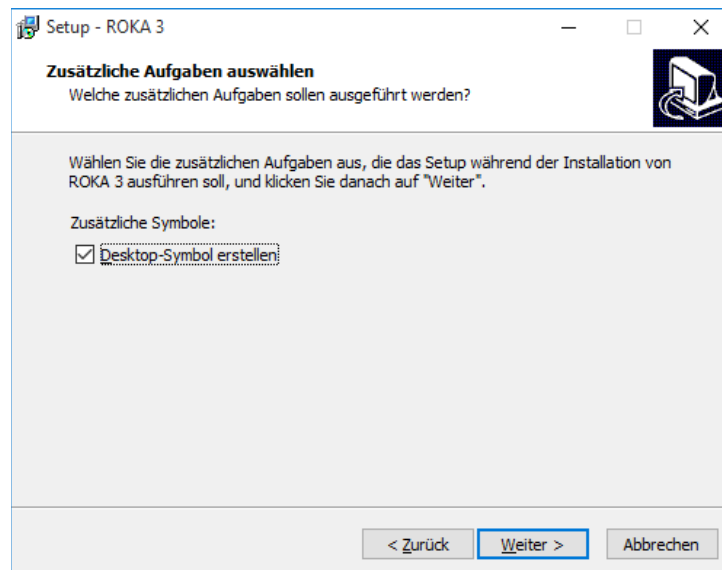 Setup - ROKA 3
Zusätzliche Aufgaben auswählen
Welche zusätzlichen Aufgaben sollen ausgeführt werden?
Wählen Sie die zusätzlichen Aufgaben aus, die das Setup während der Installation von
ROKA 3 ausführen soll, und klicken Sie danach auf "Weiter".
Zusätzliche Symbole:
Desktop-Symbol erstellen
< Zurück
Weiter >
Abbrechen